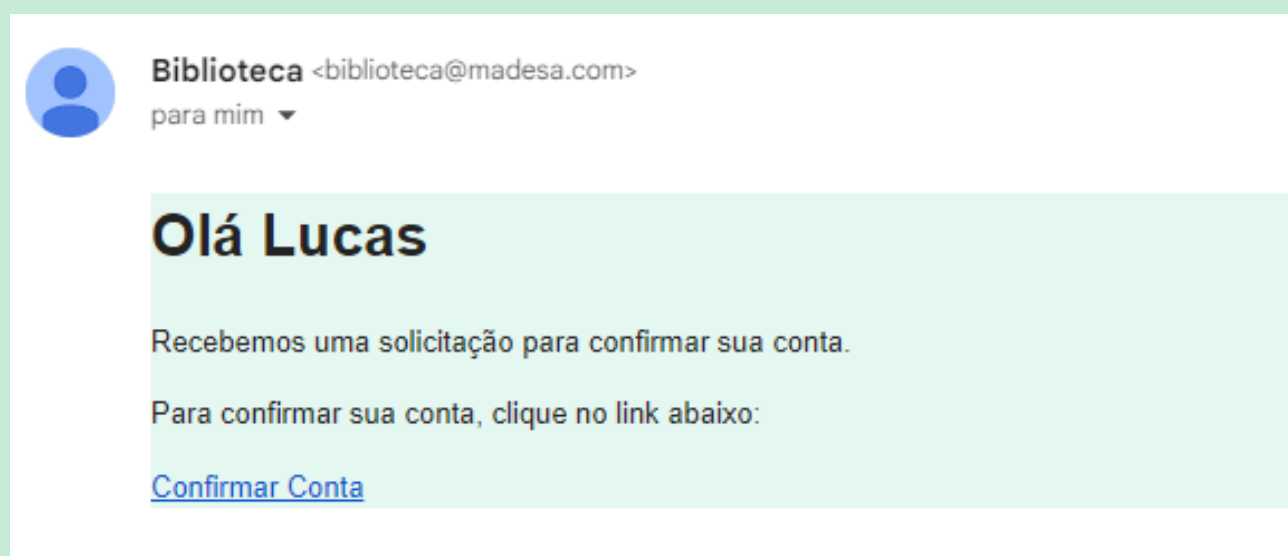 Biblioteca <biblioteca@madesa.com>
para mim
Olá Lucas
Recebemos uma solicitação para confirmar sua conta.
Para confirmar sua conta, clique no link abaixo:
Confirmar Conta